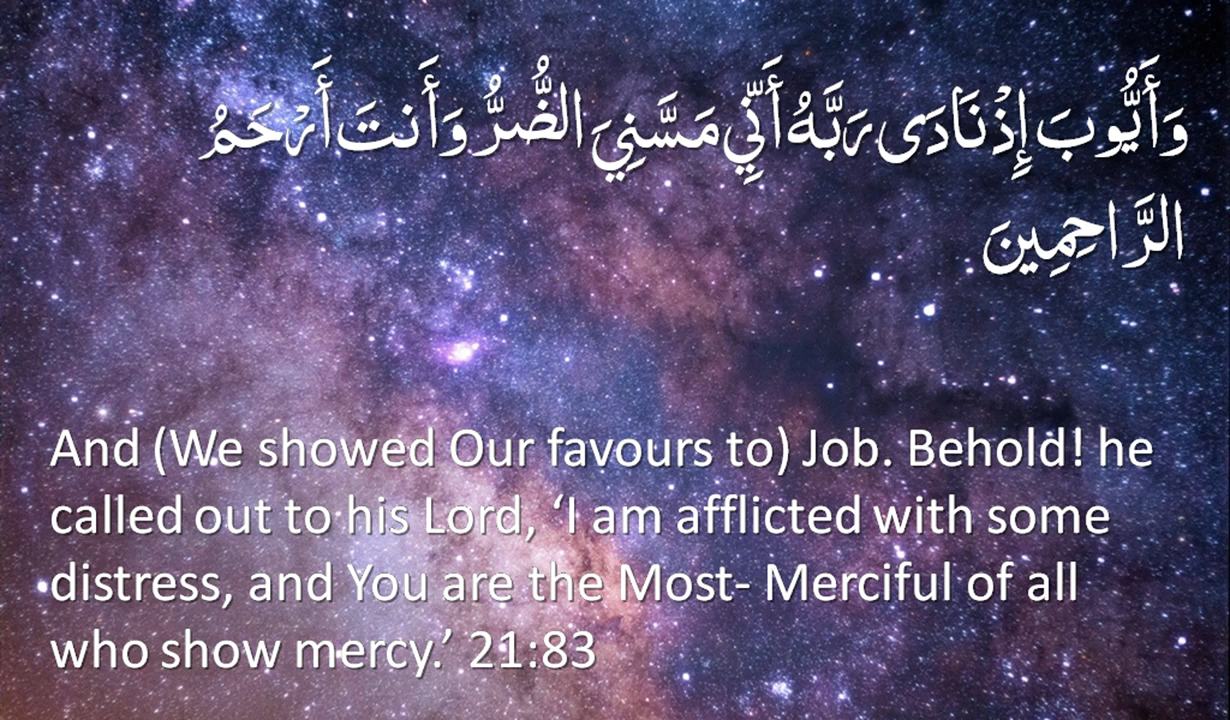 وَأَيُّوبَ إِذْ نَادَى رَبَّهُ أَنِّي مَسَّنِيَ الضُّرُّ وَأَنتَ أَرْحَمُ
الرَّاحِمِينَ
And (We showed Our favours to) Job. Behold! he
called out to his Lord, ‘I am afflicted with some
distress, and You are the Most- Merciful of all
who show mercy.’ 21:83